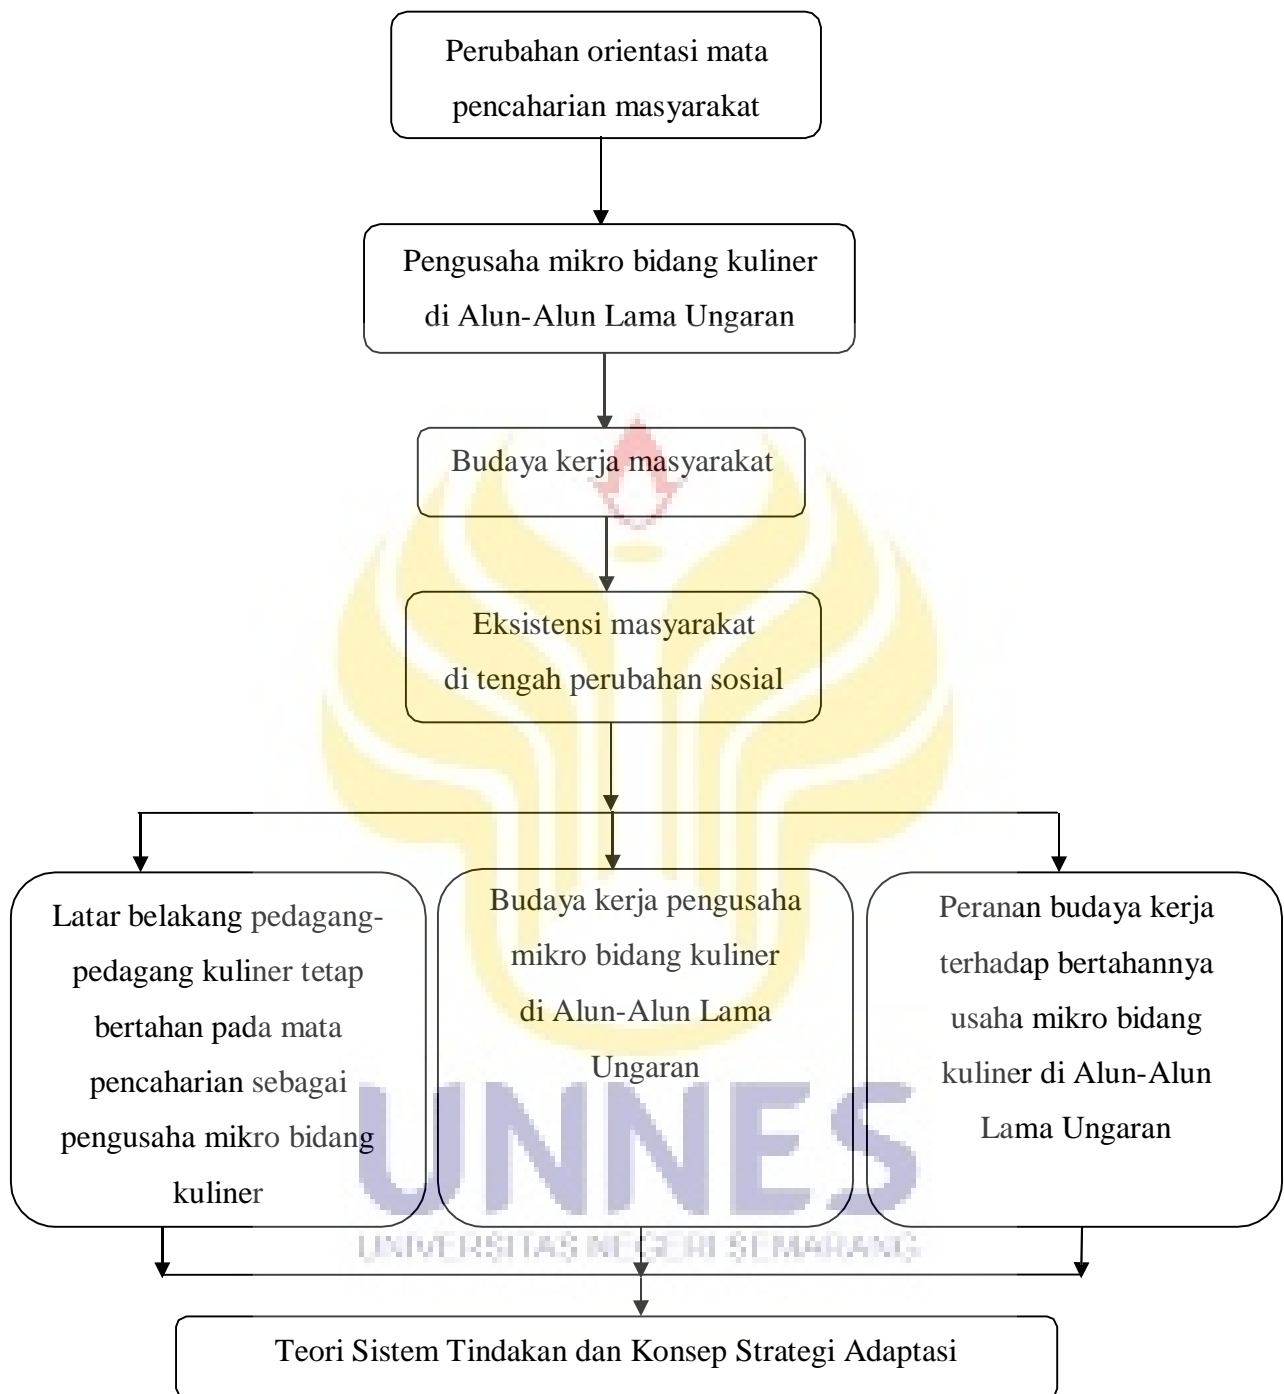 Perubahan orientasi mata
pencaharian masyarakat
Pengusaha mikro bidang kuliner
di Alun-Alun Lama Ungaran
Budaya kerja masyarakat
Eksistensi masyarakat
di tengah perubahan sosial
Latar belakang pedagang-
pedagang kuliner tetap
bertahan pada mata
pencaharian sebagai
pengusaha mikro bidang
kuliner
Budaya kerja pengusaha
mikro bidang kuliner
di Alun-Alun Lama
Ungaran
Peranan budaya kerja
terhadap bertahannya
usaha mikro bidang
kuliner di Alun-Alun
Lama Ungaran
UNNES
UNIVERSITAS NEGERI SEMARANG
Teori Sistem Tindakan dan Konsep Strategi Adaptasi